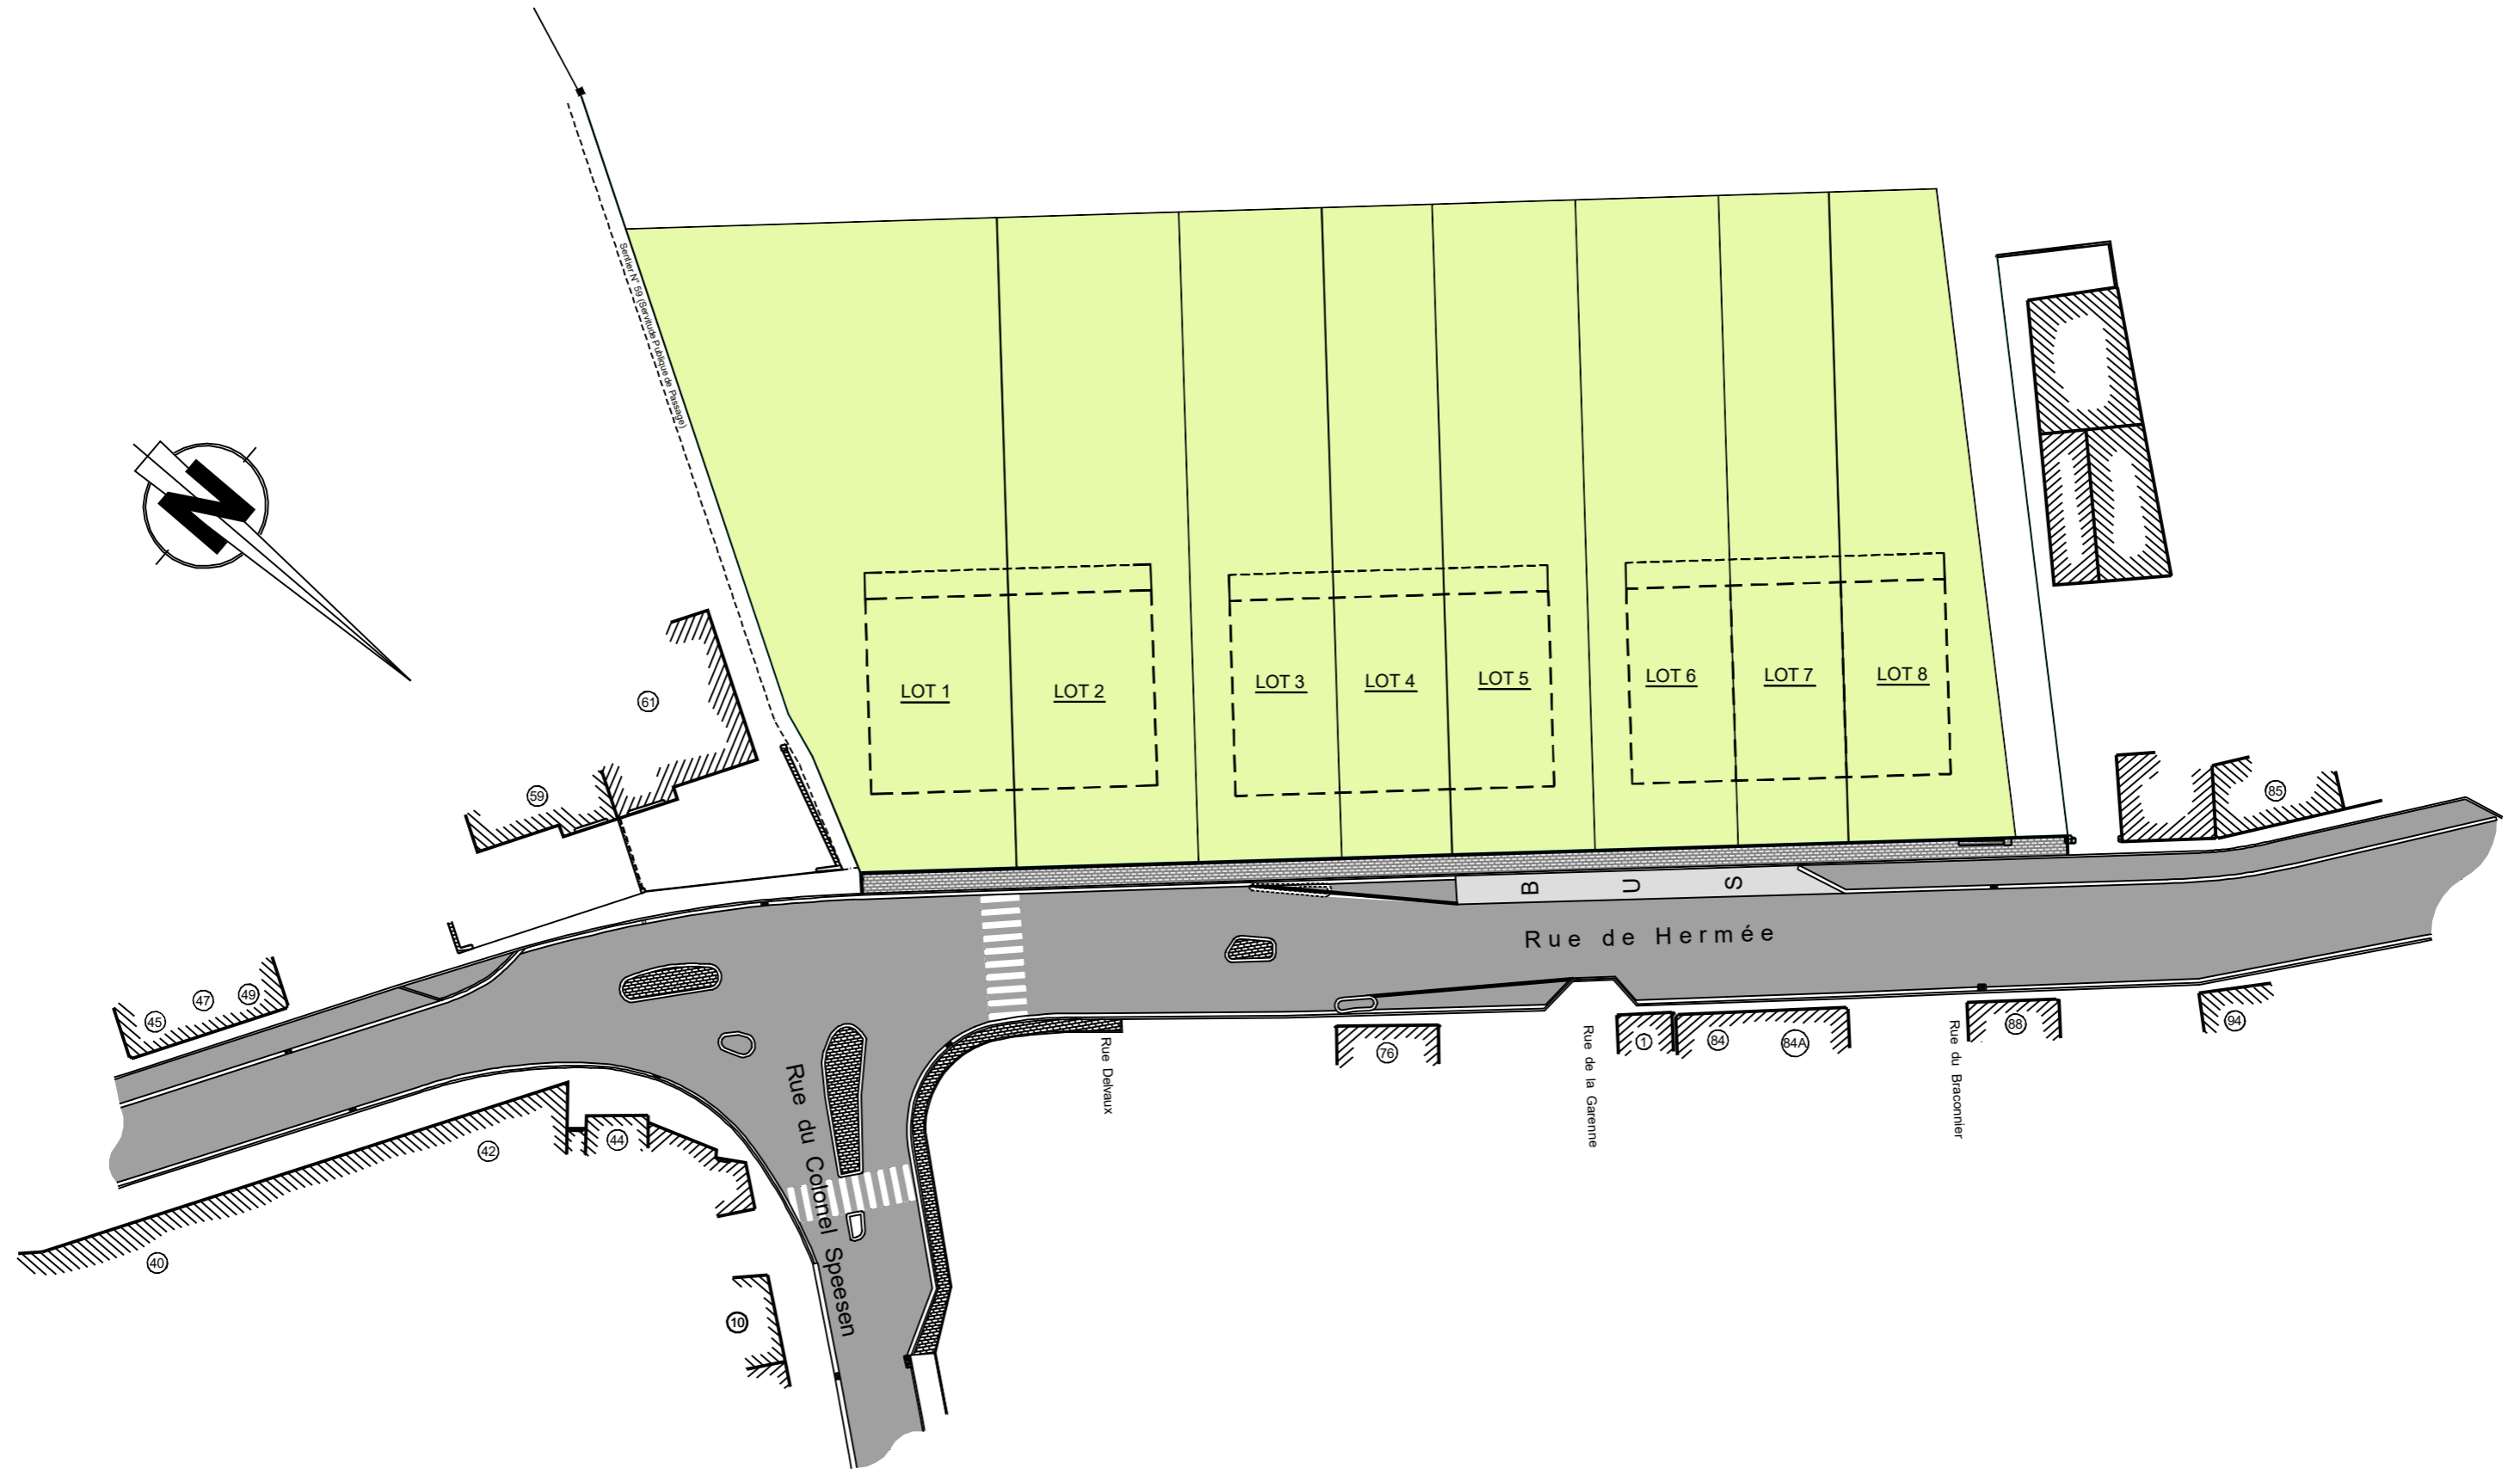 Sentier N° 59 (Servitude Publique de Passage)
N
61
59
LOT 1
LOT 2
LOT 3
LOT 4
LOT 5
LOT 6
LOT 7
LOT 8
85
BUS
Rue de Hermée
45
47
49
Rue du Colonel Speesen
Rue Delvaux
76
Rue de la Garenne
1
84
84A
Rue du Braconnier
88
94
42
44
40
10